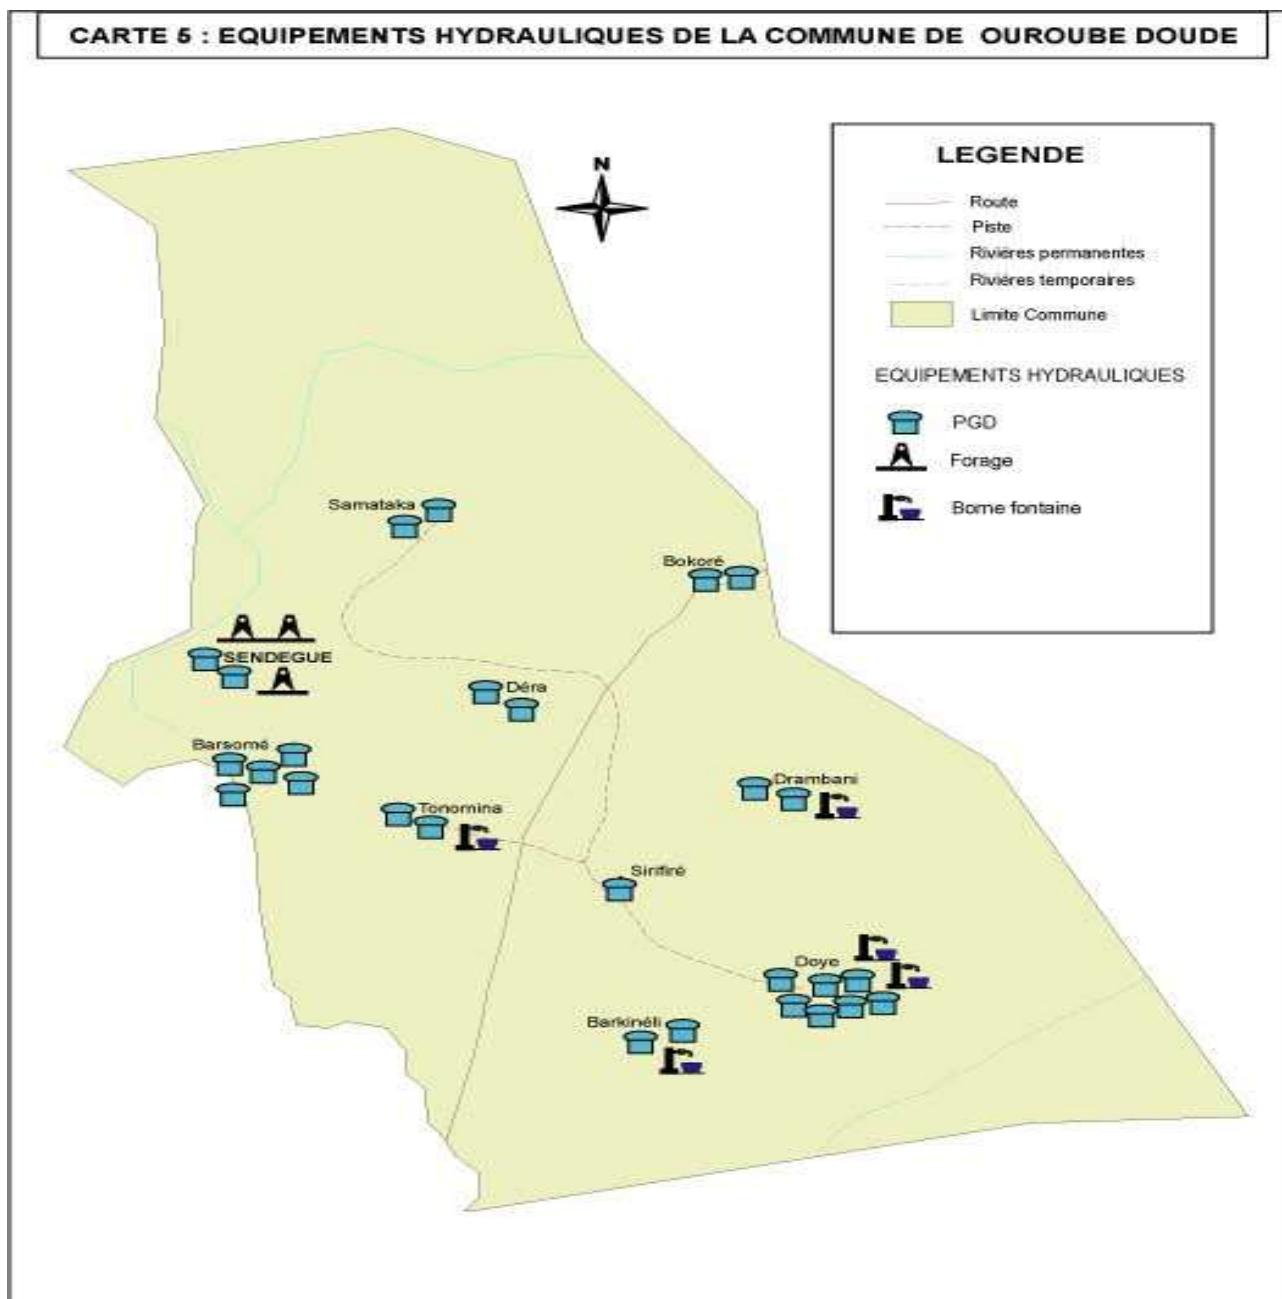 CARTE 5 : EQUIPEMENTS HYDRAULIQUES DE LA COMMUNE DE OUROUBE DOUDE
N
LEGENDE
Route
Piste
Rivières permanentes
Rivières temporaires
Limite Commune
EQUIPEMENTS HYDRAULIQUES
PGD
Forage
Borne fontaine
Samataka
Bokoré
SENDEGUE
Déra
Barsomé
Drambani
Tonomina
Sirifiré
Doye
Barkinéli